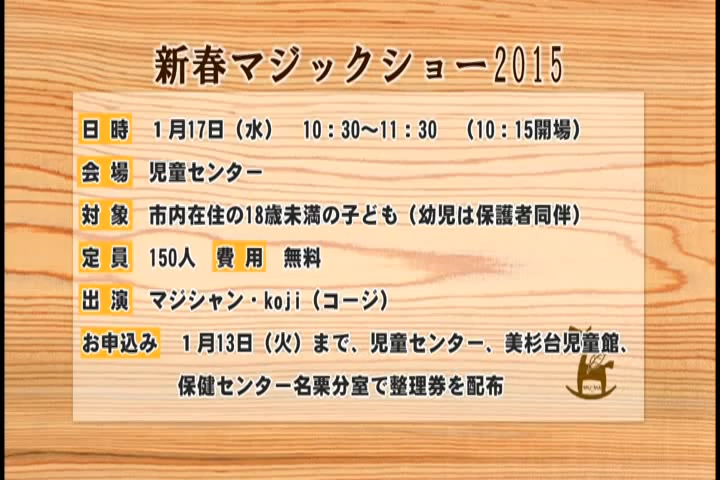 新春マジックショー2015
日時 1月17日(水) 10:30～11:30 (10:15開場)
会場 児童センター
対象 市内在住の18歳未満の子ども(幼児は保護者同伴)
定員 150人 費用 無料
出演 マジシャン・koji(コージ)
お申込み 1月13日(火)まで、児童センター、美杉台児童館、
保健センター名栗分室で整理券を配布